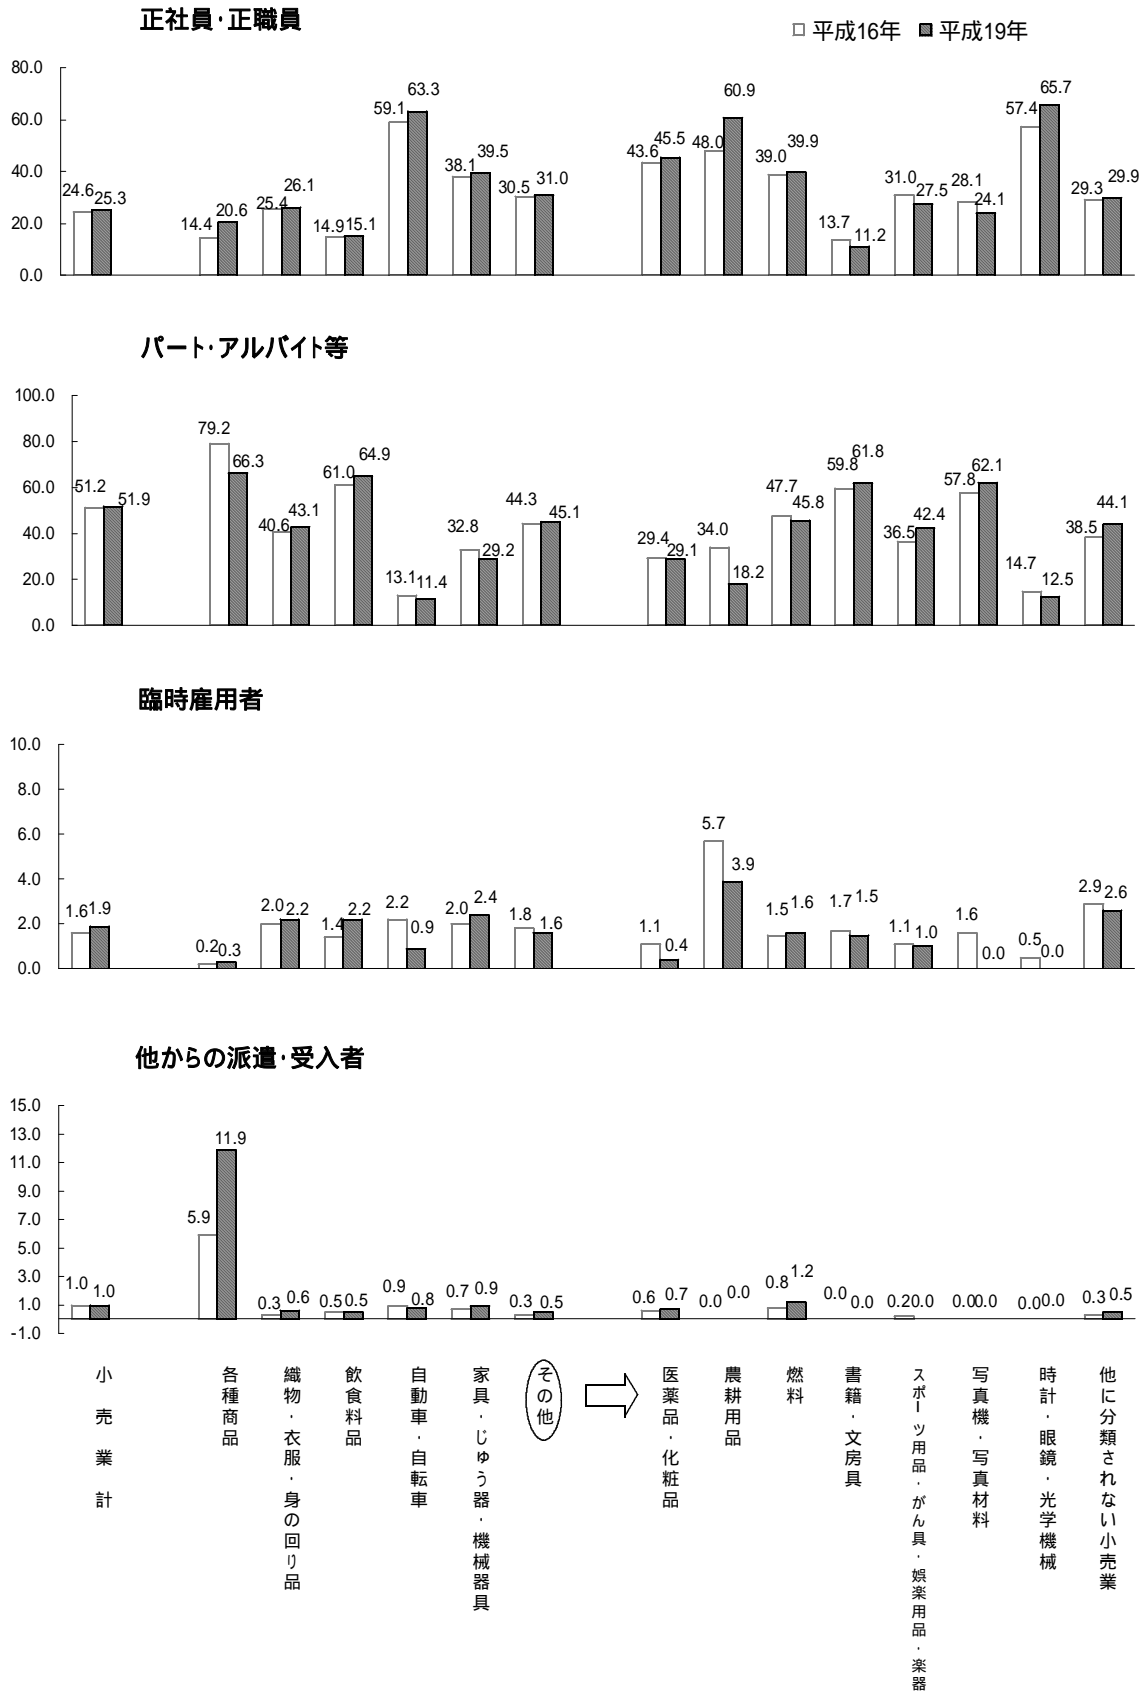 正社員・正職員
平成16年 平成19年
80.0
60.0
40.0
20.0
0.0
24.6 25.3 14.4 20.6 25.4 26.1 14.9 15.1 59.1 63.3 38.1 39.5 30.5 31.0 43.6 45.5 48.0 60.9 39.0 39.9 13.7 11.2 31.0 27.5 28.1 24.1 57.4 65.7 29.3 29.9
パート・アルバイト等
100.0
80.0
60.0
40.0
20.0
0.0
51.2 51.9 79.2 66.3 40.6 43.1 61.0 64.9 13.1 11.4 32.8 29.2 44.3 45.1 29.4 29.1 34.0 18.2 47.7 45.8 59.8 61.8 36.5 42.4 57.8 62.1 14.7 12.5 38.5 44.1
臨時雇用者
10.0
8.0
6.0
4.0
2.0
0.0
1.6 1.9 0.2 0.3 2.0 2.2 1.4 2.2 2.2 0.9 2.0 2.4 1.8 1.6 1.1 0.4 5.7 3.9 1.5 1.6 1.7 1.5 1.1 1.0 1.6 0.0 0.5 0.0 2.9 2.6
他からの派遣・受入者
15.0
13.0
11.0
9.0
7.0
5.0
3.0
1.0
-1.0
1.0 1.0 5.9 11.9 0.3 0.6 0.5 0.5 0.9 0.8 0.7 0.9 0.3 0.5 0.6 0.7 0.0 0.0 0.8 1.2 0.0 0.0 0.2 0.0 0.0 0.0 0.0 0.0 0.3 0.5
小売業計
各種商品
織物・衣服・身の回り品
飲食料品
自動車・自転車
家具・じゅう器・機械器具
その他
医薬品・化粧品
農耕用品
燃料
書籍・文房具
スポーツ用品・がん具・娯楽用品・楽器
写真機・写真材料
時計・眼鏡・光学機械
他に分類されない小売業